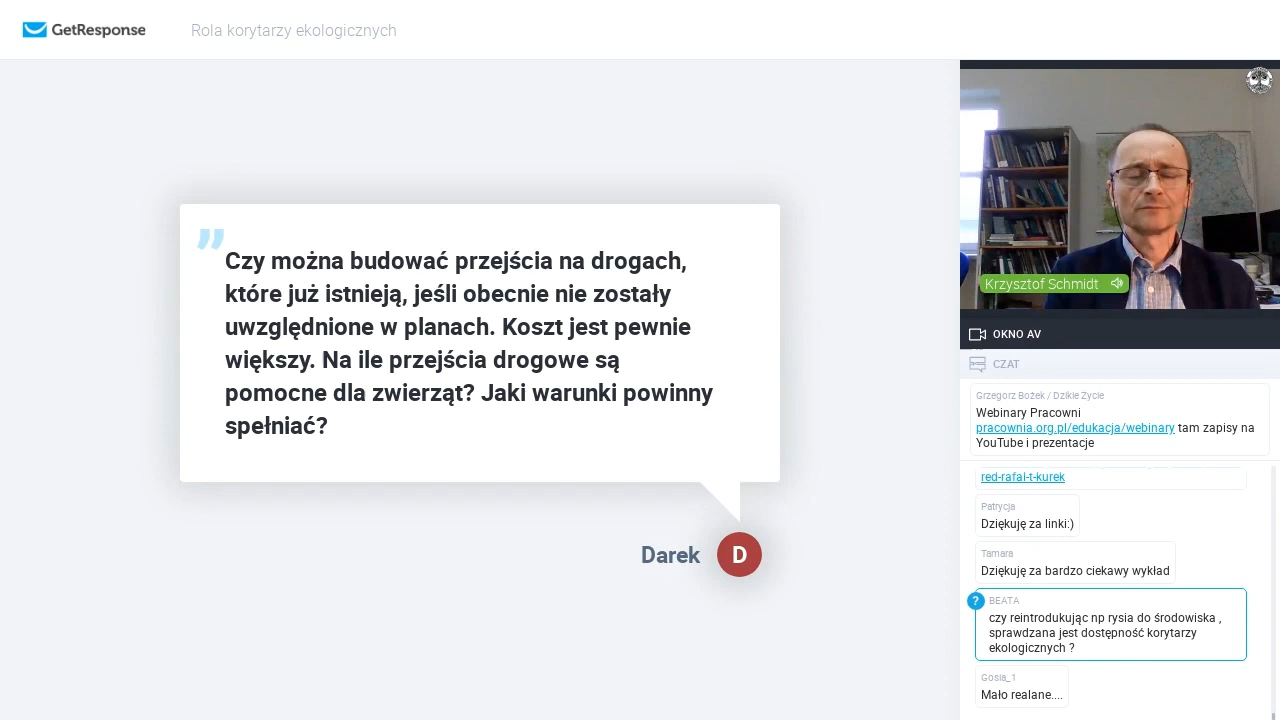 GetResponse
Rola korytarzy ekologicznych
”
Czy można budować przejścia na drogach,
które już istnieją, jeśli obecnie nie zostały
uwzględnione w planach. Koszt jest pewnie
większy. Na ile przejścia drogowe są
pomocne dla zwierząt? Jaki warunki powinny
spełniać?
Darek
D
Krzysztof Schmidt
OKNO AV
CZAT
Grzegorz Bożek / Dzikie Życie
Webinary Pracowni
pracownia.org.pl/edukacja/webinary tam zapisy na
YouTube i prezentacje
red-rafal-t-kurek
Patrycja
Dziękuję za linki:)
Tamara
Dziękuję za bardzo ciekawy wykład
?
BEATA
czy reintrodukując np rysia do środowiska ,
sprawdzana jest dostępność korytarzy
ekologicznych ?
Gosia_1
Mało realane....